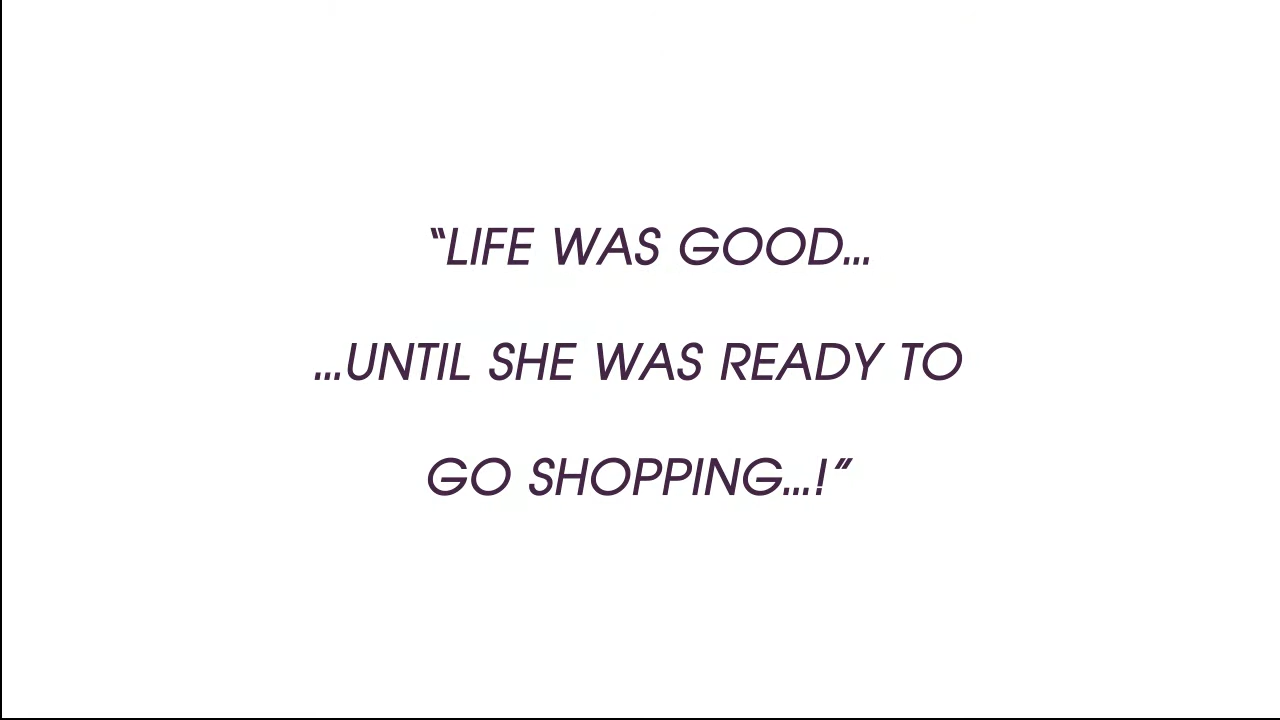 “LIFE WAS GOOD...
...UNTIL SHE WAS READY TO
GO SHOPPING...!”